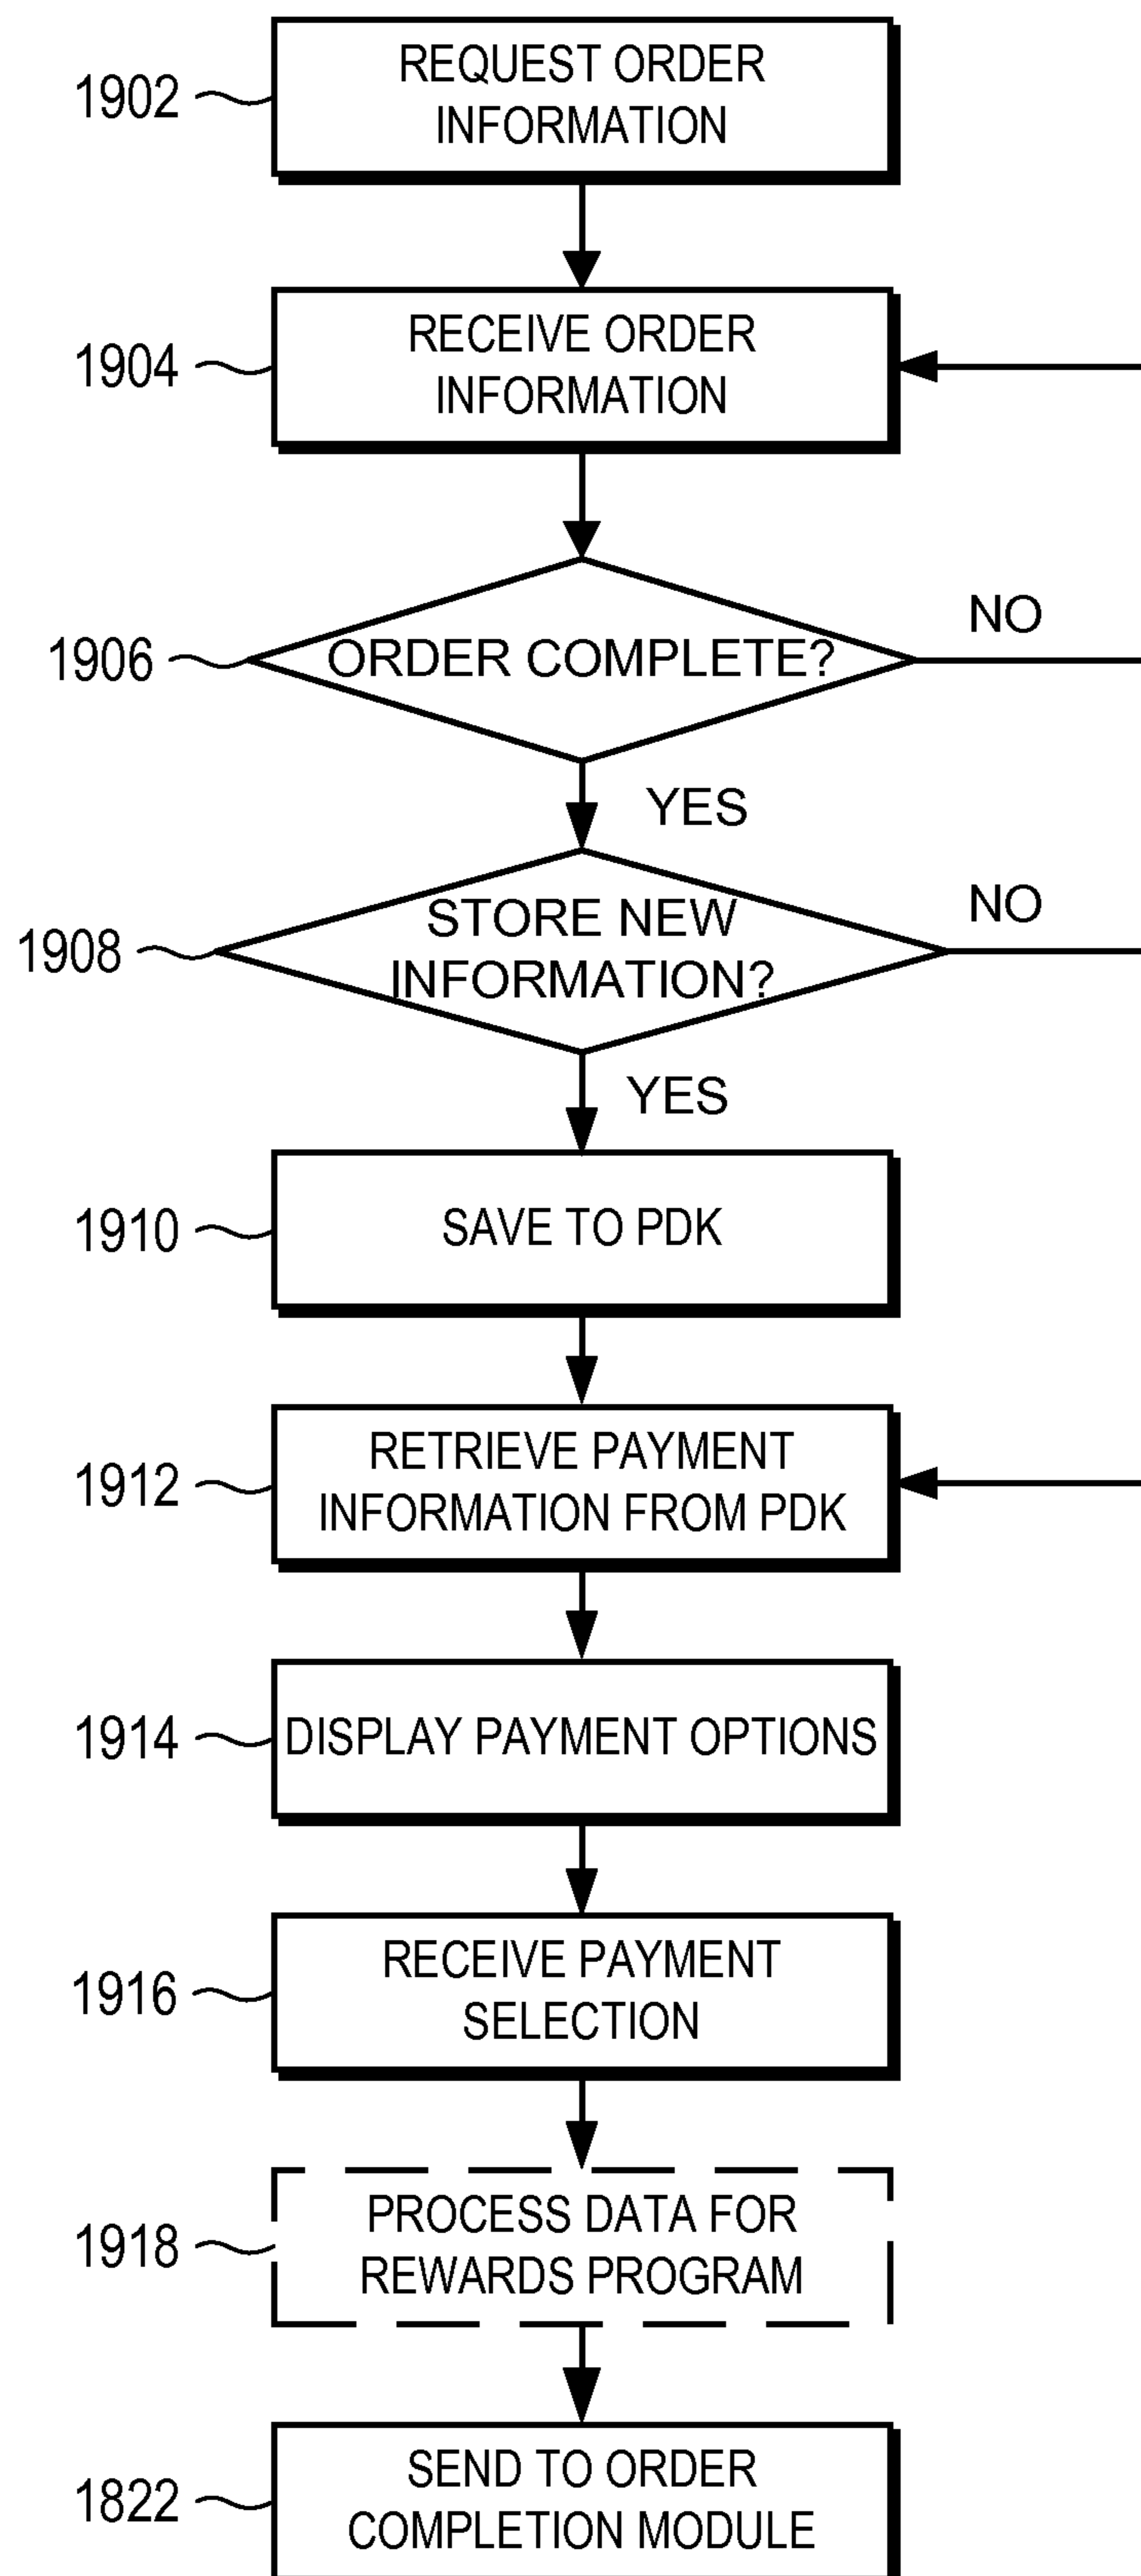 1902
REQUEST ORDER
INFORMATION
1904
RECEIVE ORDER
INFORMATION
1906
ORDER COMPLETE?
NO
YES
1908
STORE NEW
INFORMATION?
NO
YES
1910
SAVE TO PDK
1912
RETRIEVE PAYMENT
INFORMATION FROM PDK
1914
DISPLAY PAYMENT OPTIONS
1916
RECEIVE PAYMENT
SELECTION
1918
PROCESS DATA FOR
REWARDS PROGRAM
1822
SEND TO ORDER
COMPLETION MODULE